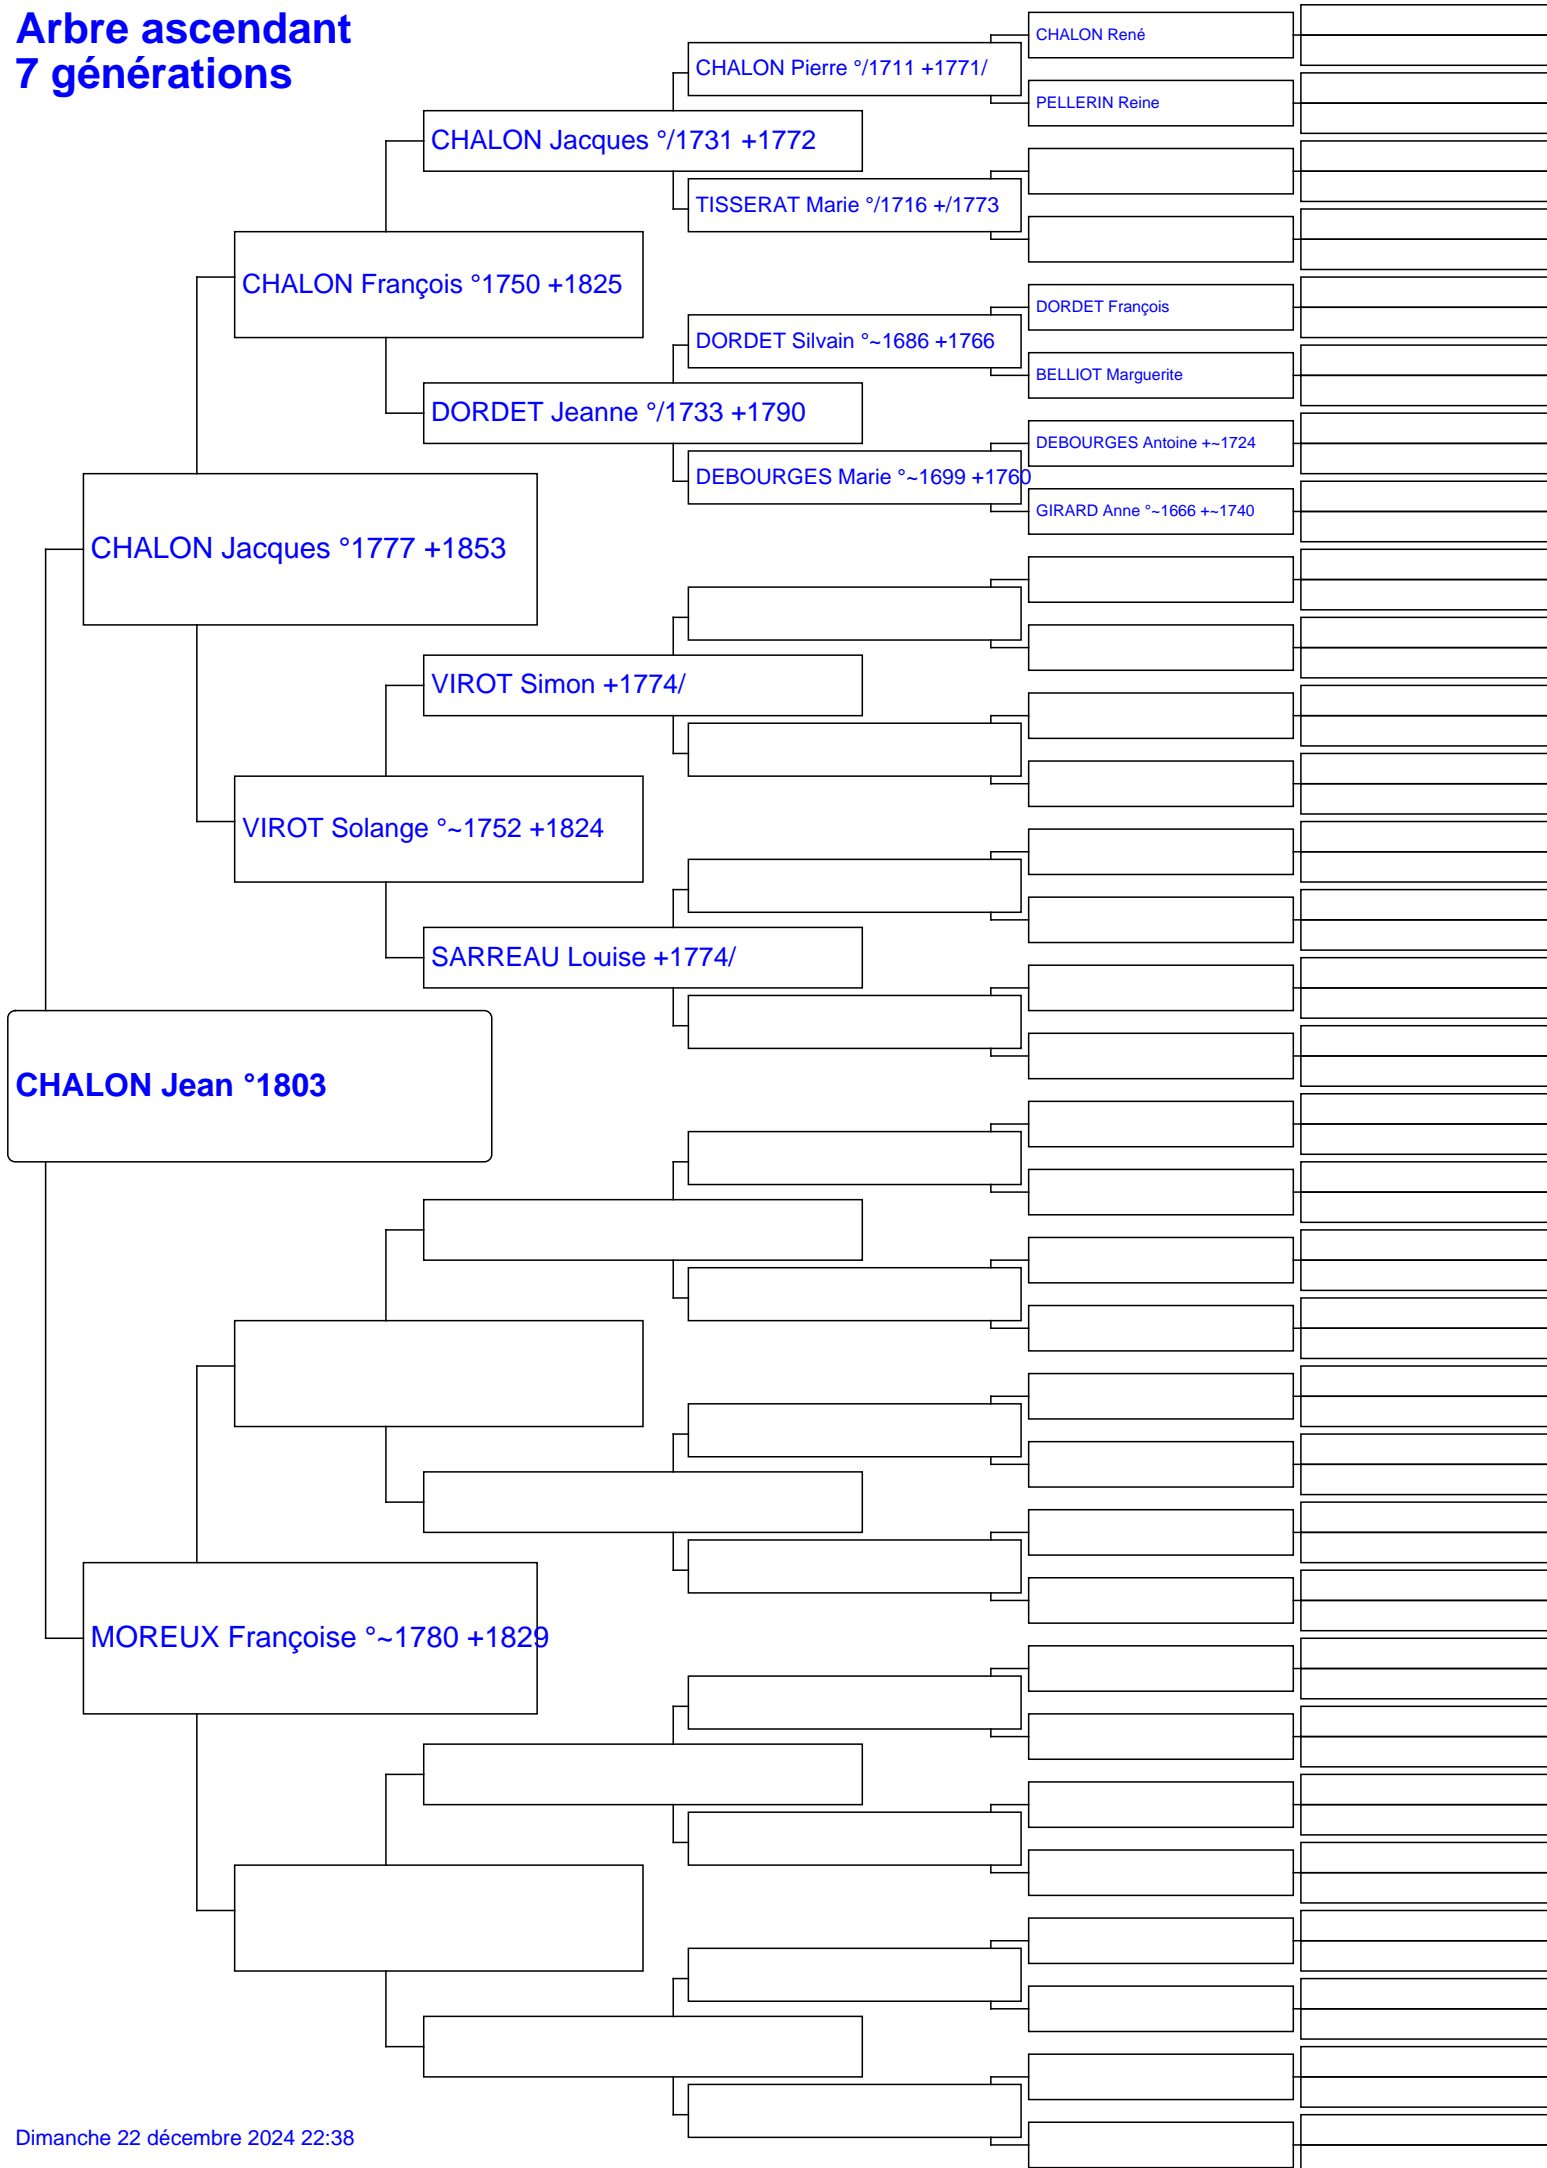 Arbre ascendant
7 générations
CHALON René
CHALON Pierre °/1711 +1771/
PELLERIN Reine
CHALON Jacques °/1731 +1772
TISSERAT Marie °/1716 +/1773
CHALON François °1750 +1825
DORDET François
DORDET Silvain °~1686 +1766
BELLIOT Marguerite
DORDET Jeanne °/1733 +1790
DEBOURGES Antoine +~1724
DEBOURGES Marie °~1699 +1760
GIRARD Anne °~1666 +~1740
CHALON Jacques °1777 +1853
VIROT Simon +1774/
VIROT Solange °~1752 +1824
SARREAU Louise +1774/
CHALON Jean °1803
MOREUX Françoise °~1780 +1829
Dimanche 22 décembre 2024 22:38